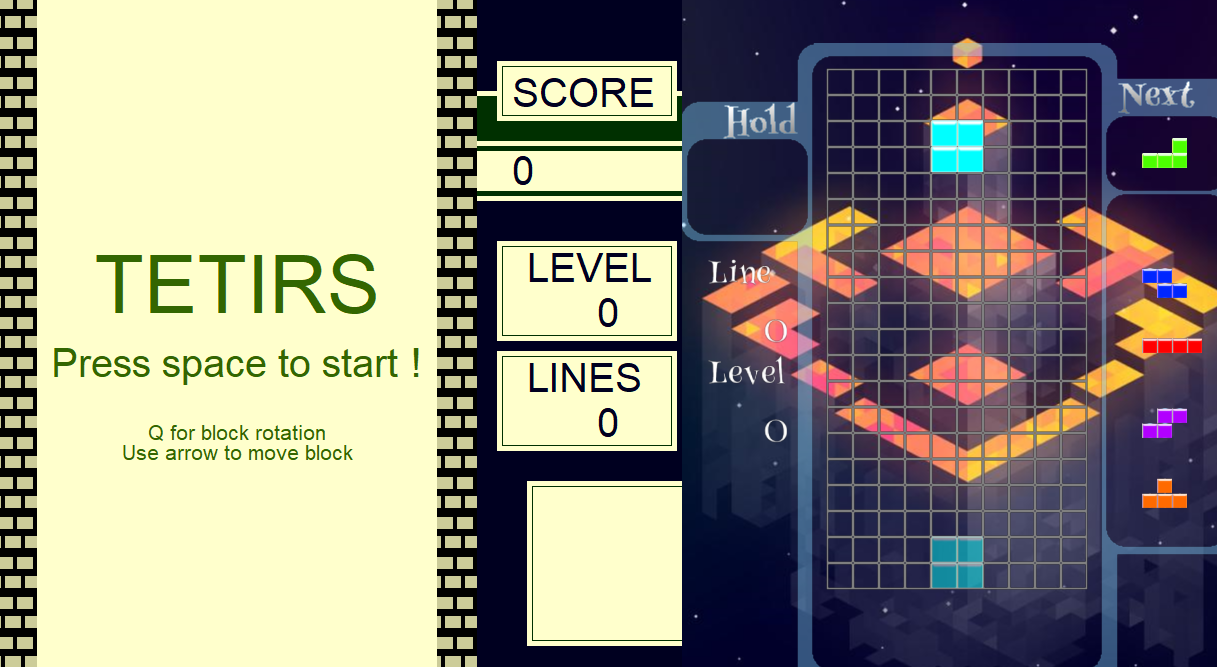 TETIRS
Press space to start !
Q for block rotation
Use arrow to move block
SCORE
0
LEVEL
0
LINES
0
Hold
Next
Line
0
Level
0